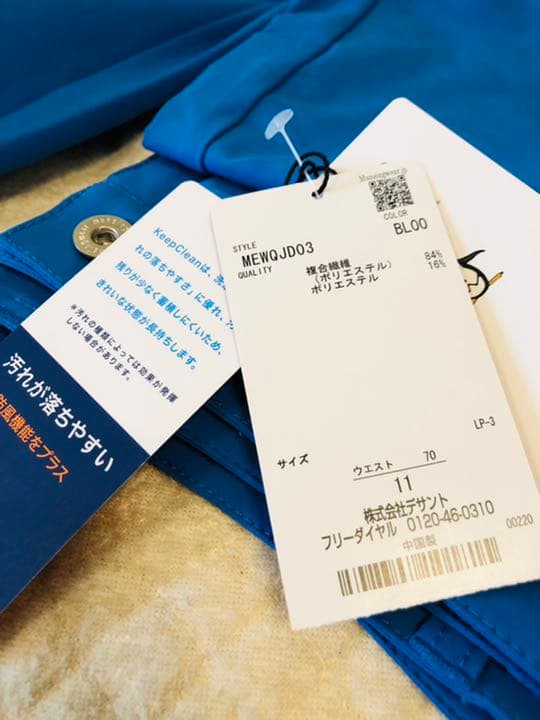 Munsingwear.jp
COLOR
BL00
STYLE
MEWQJD03
QUALITY
複合繊維
(ポリエステル)
84%
ポリエステル
16%
LP-3
サイズ
ウエスト 70
11
株式会社デサント
フリーダイヤル 0120-46-0310
中国製
00220
KeepCleanは、
れの落ちやすさ"に優れ、
残りが少なく蓄積しにくいため、
きれいな状態が長持ちします。
*汚れの種類によっては効果が発揮
しない場合があります。
汚れが落ちやすい
防風機能をプラス